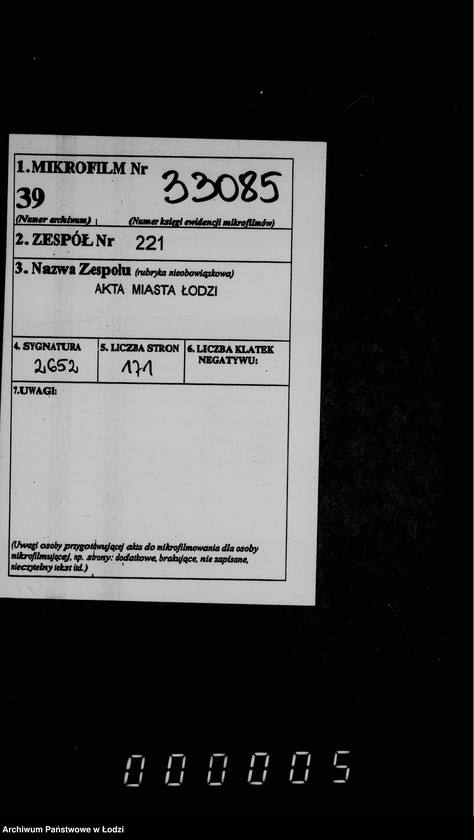 1. MIKROFILM Nr 33085
39
(Numer archiwum) (Numer księgi ewidencji mikrofilmów)
2. ZESPÓŁ Nr 221
3. Nazwa Zespołu (rubryka nieobowiązkowa)
AKTA MIASTA ŁODZI
4. SYGNATURA 5. LICZBA STRON 6. LICZBA KLATEK
NEGATYWU:
2652 171
7. UWAGI:
(Uwagi osoby przygotwującej akta do mikrofilmowania dla osoby
mikrofilmującej, np. strony: dodatkowe, brakujące, nie zapisane,
nieczytelny tekst itd.)
000005
Archiwum Państwowe w Łodzi